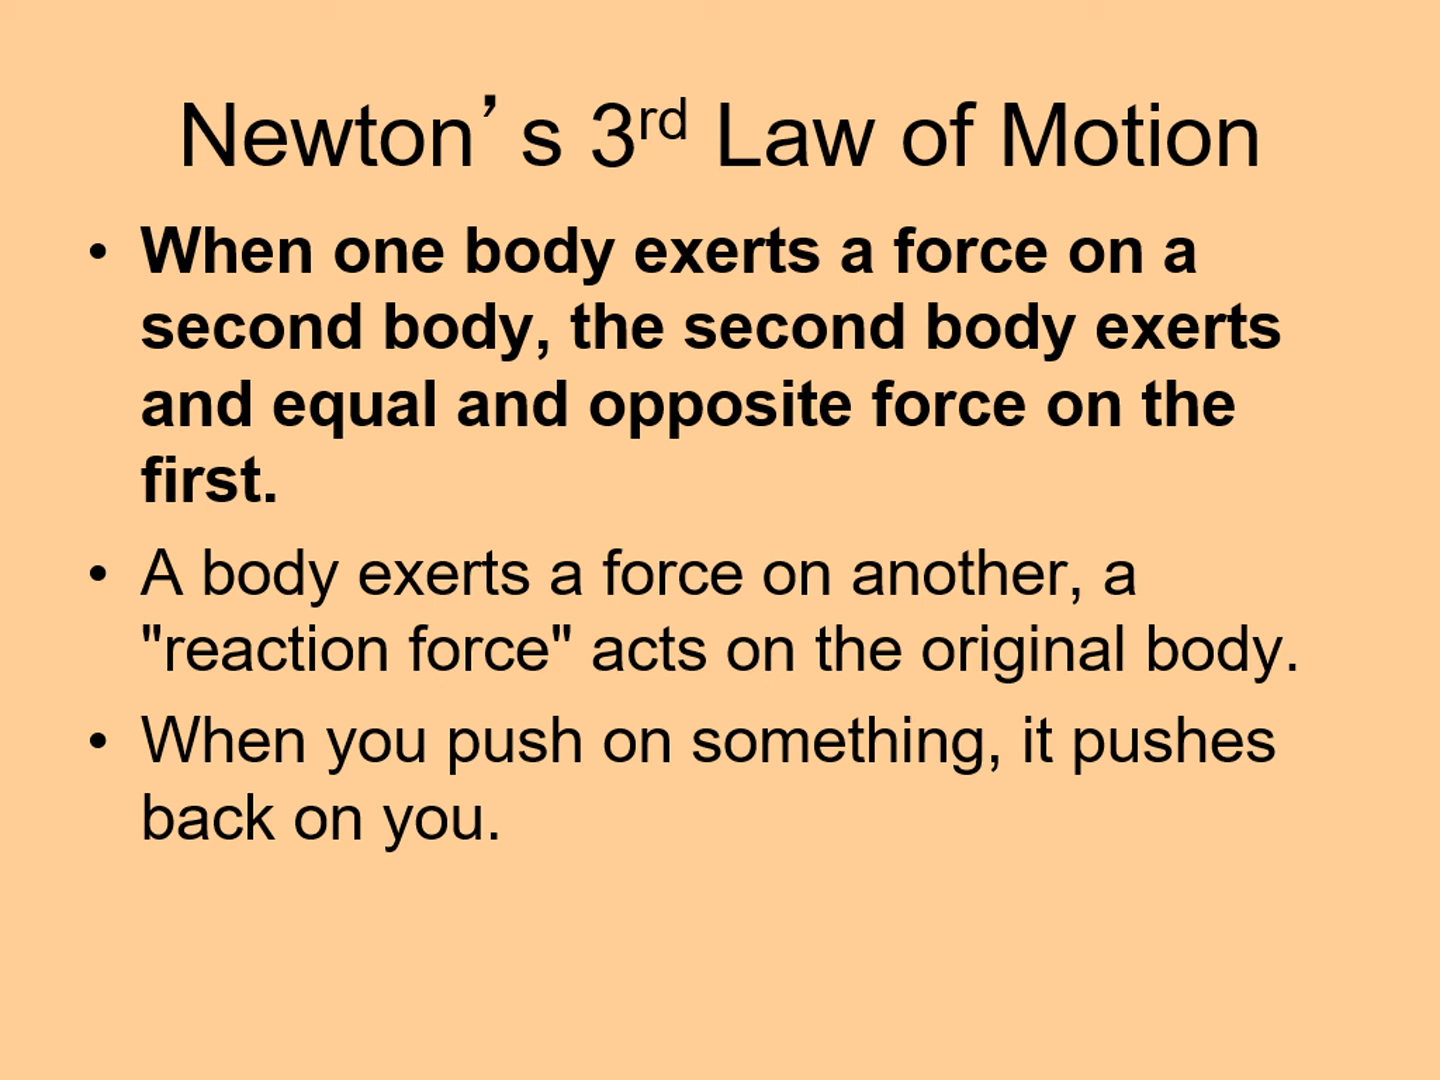 Newton’s 3rd Law of Motion
• When one body exerts a force on a
second body, the second body exerts
and equal and opposite force on the
first.
• A body exerts a force on another, a
"reaction force" acts on the original body.
• When you push on something, it pushes
back on you.